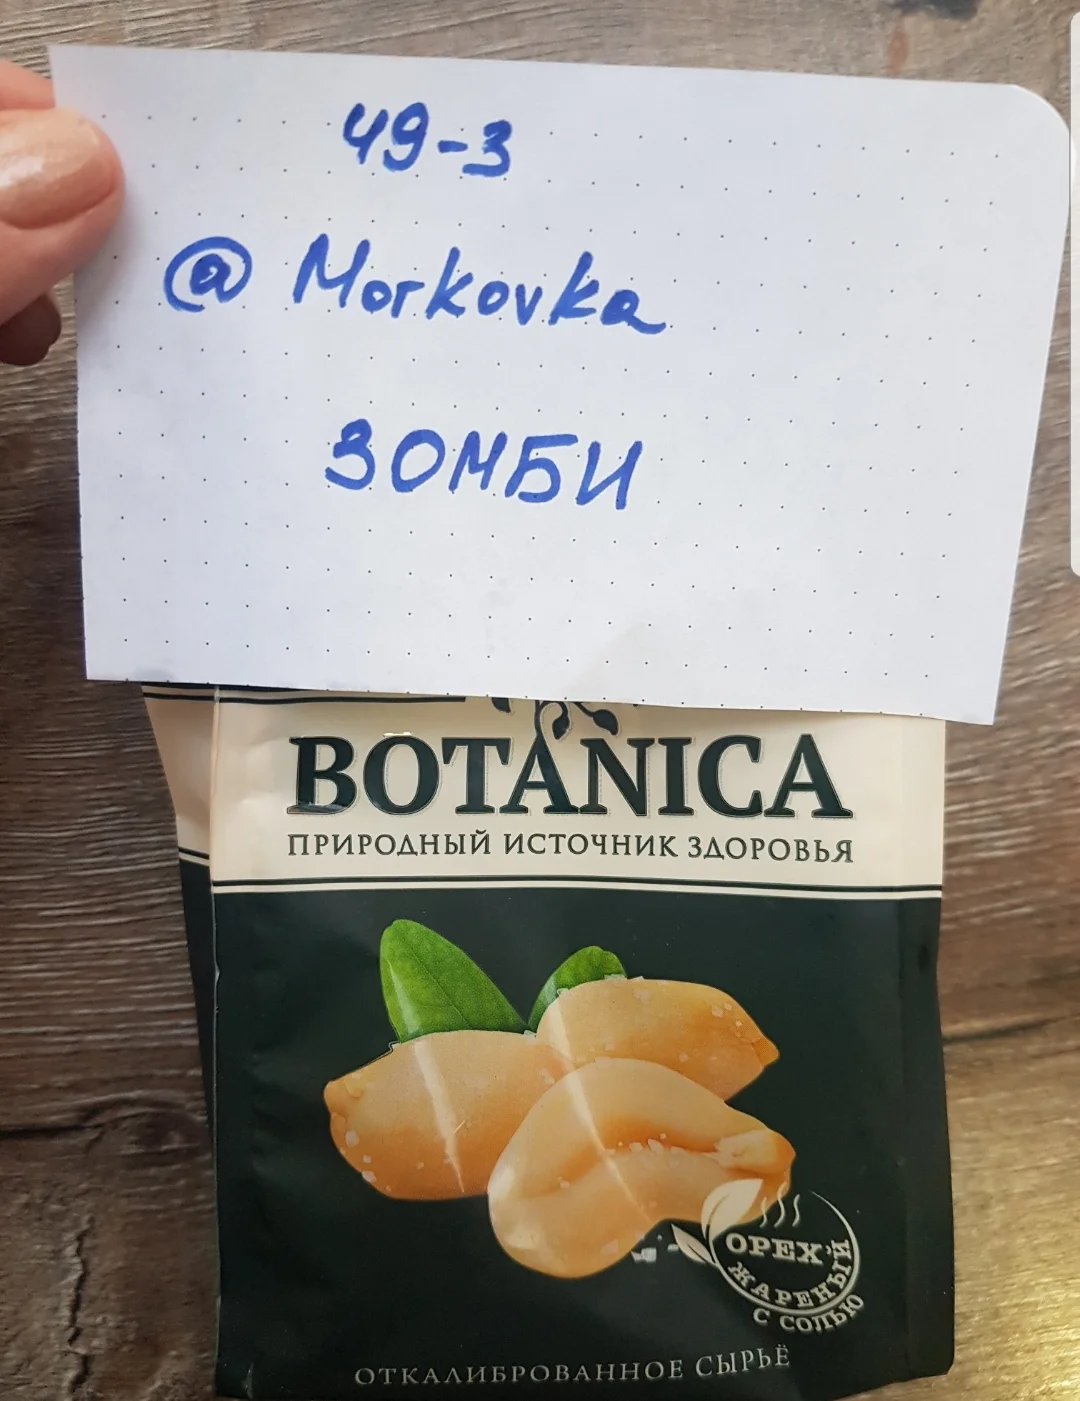 49-3
@ Morkovka
ЗОМБИ
BOTANICA
ПРИРОДНЫЙ ИСТОЧНИК ЗДОРОВЬЯ
ОРЕХ
ЖАРЕНЫЙ
С СОЛЬЮ
ОТКАЛИБРОВАННОЕ СЫРЬЁ